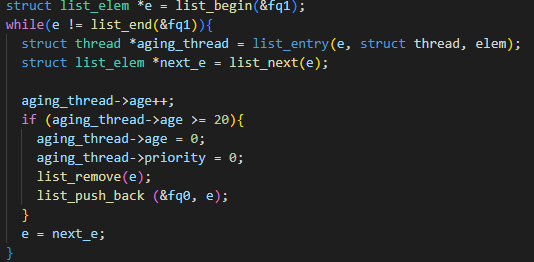 struct list_elem *e = list_begin(&fq1);
while(e != list_end(&fq1)){
  struct thread *aging_thread = list_entry(e, struct thread, elem);
  struct list_elem *next_e = list_next(e);

  aging_thread->age++;
  if (aging_thread->age >= 20){
    aging_thread->age = 0;
    aging_thread->priority = 0;
    list_remove(e);
    list_push_back (&fq0, e);
  }
  e = next_e;
}